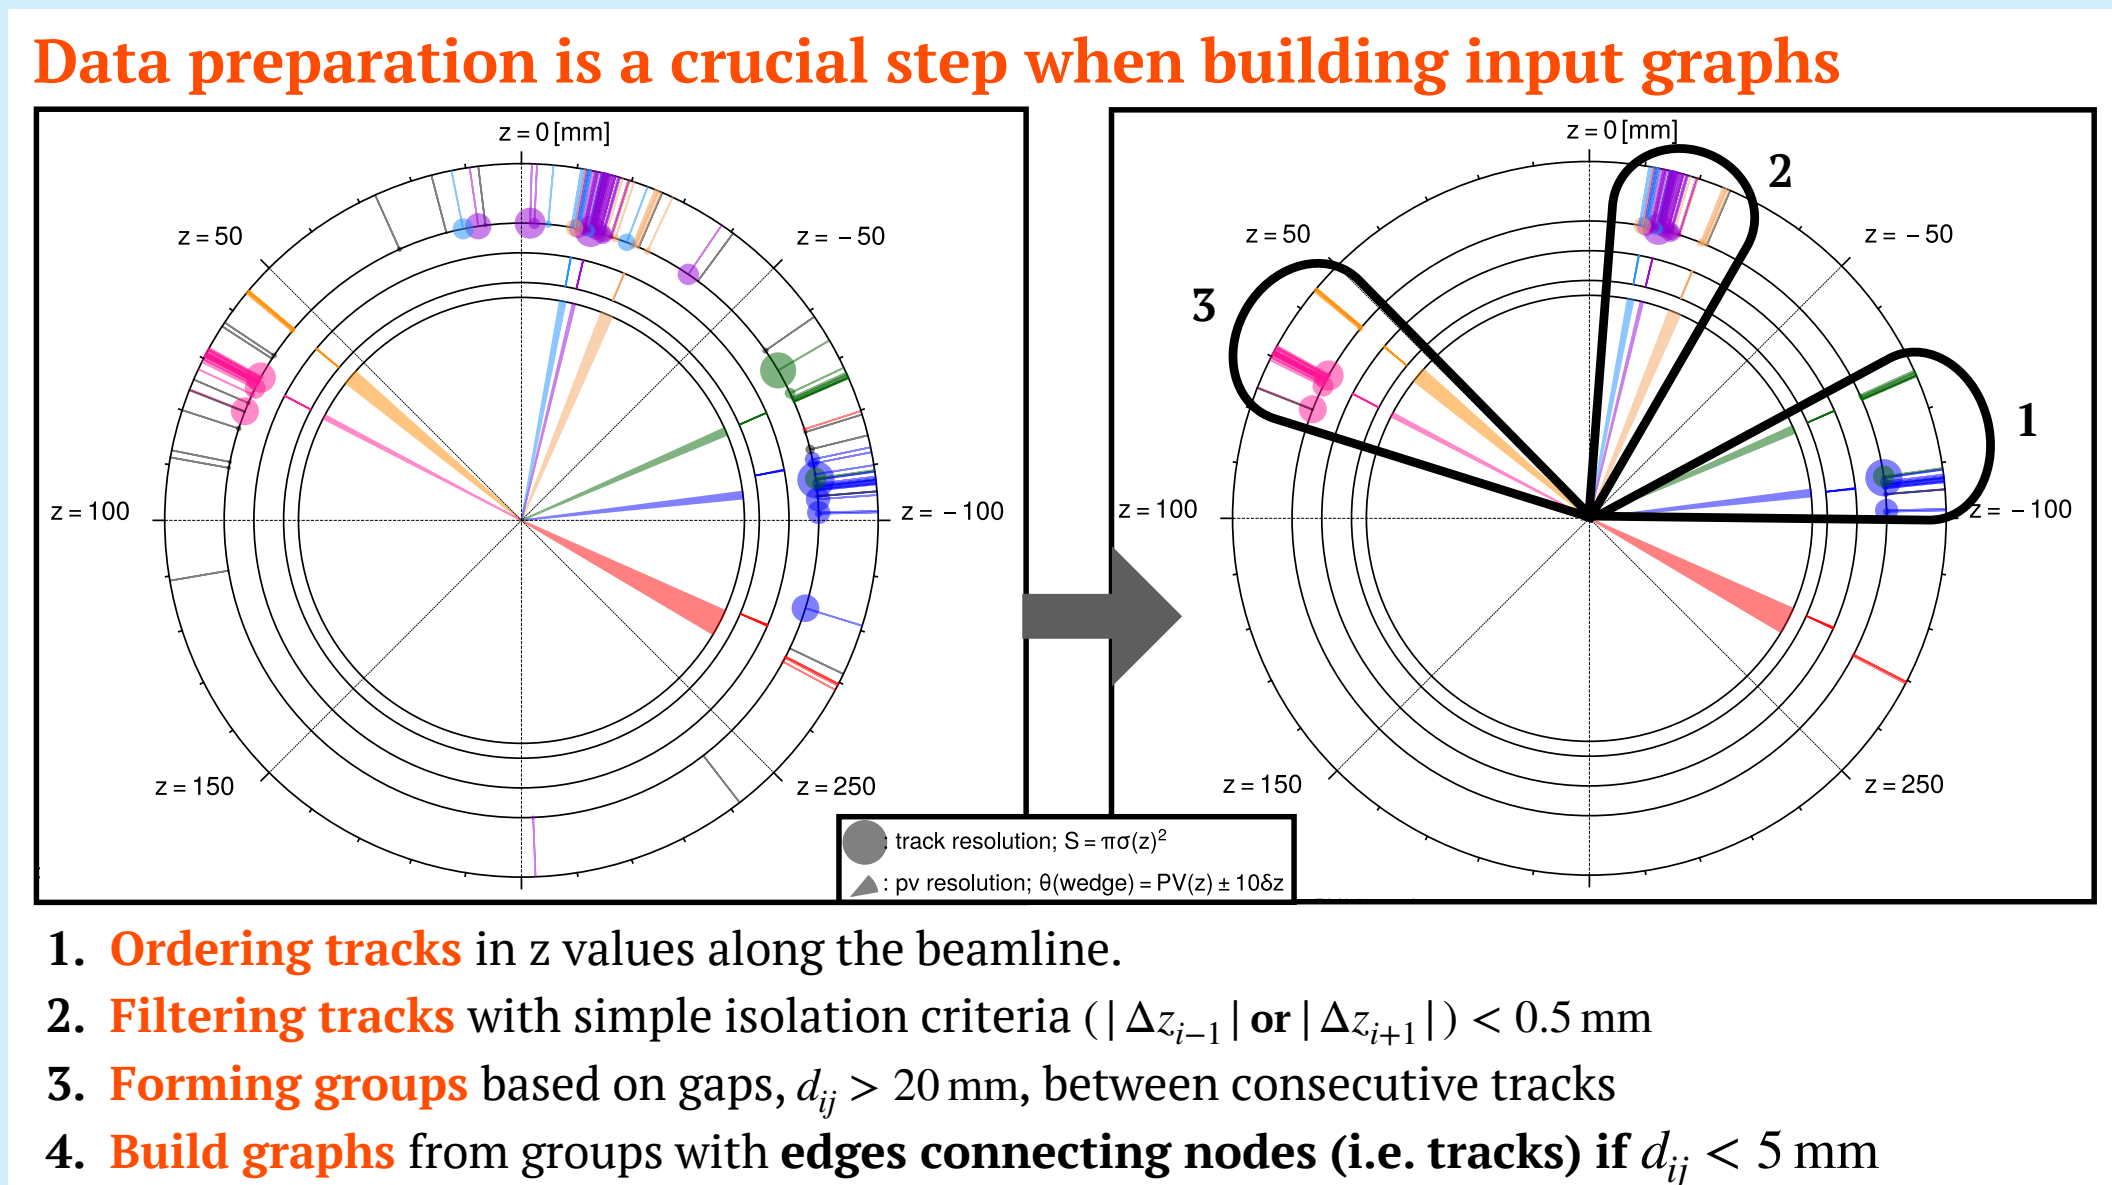 Data preparation is a crucial step when building input graphs
z = 0 [mm]
z = 50
z = − 50
z = 100
z = − 100
z = 150
z = 250
z = 0 [mm]
2
z = 50
z = − 50
3
1
z = 100
z = − 100
z = 150
z = 250
: track resolution; S = πσ(z)²
: pv resolution; θ(wedge) = PV(z) ± 10δz
1. Ordering tracks in z values along the beamline.
2. Filtering tracks with simple isolation criteria (|Δz_{i−1}| or |Δz_{i+1}|) < 0.5 mm
3. Forming groups based on gaps, d_{ij} > 20 mm, between consecutive tracks
4. Build graphs from groups with edges connecting nodes (i.e. tracks) if d_{ij} < 5 mm